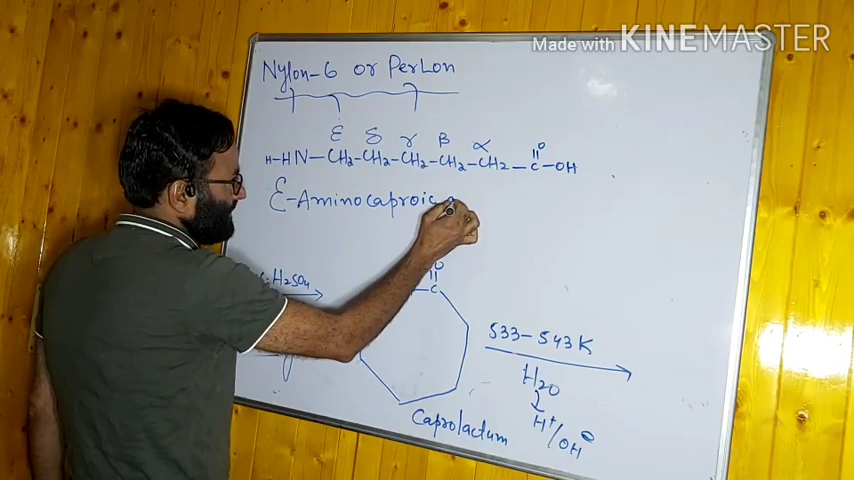 Made with KINEMASTER
Nylon-6 or PerLon
ε δ γ β α O
H-HN-CH2-CH2-CH2-CH2-CH2-C-OH
ε-Aminocaproic a
H2SO4
O
C
533-543K
H2O
H+/OH⊖
Caprolactum